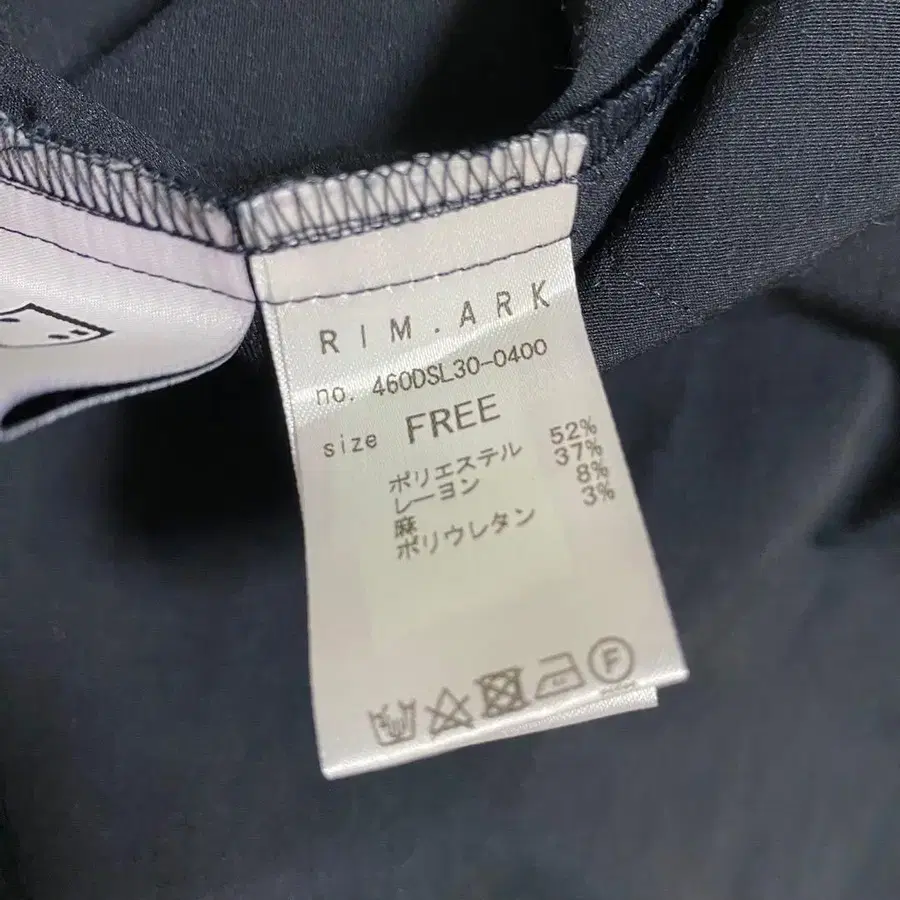 RIM.ARK
no. 460DSL30-0400
size FREE
ポリエステル 52%
レーヨン 37%
麻 8%
ポリウレタン 3%
F